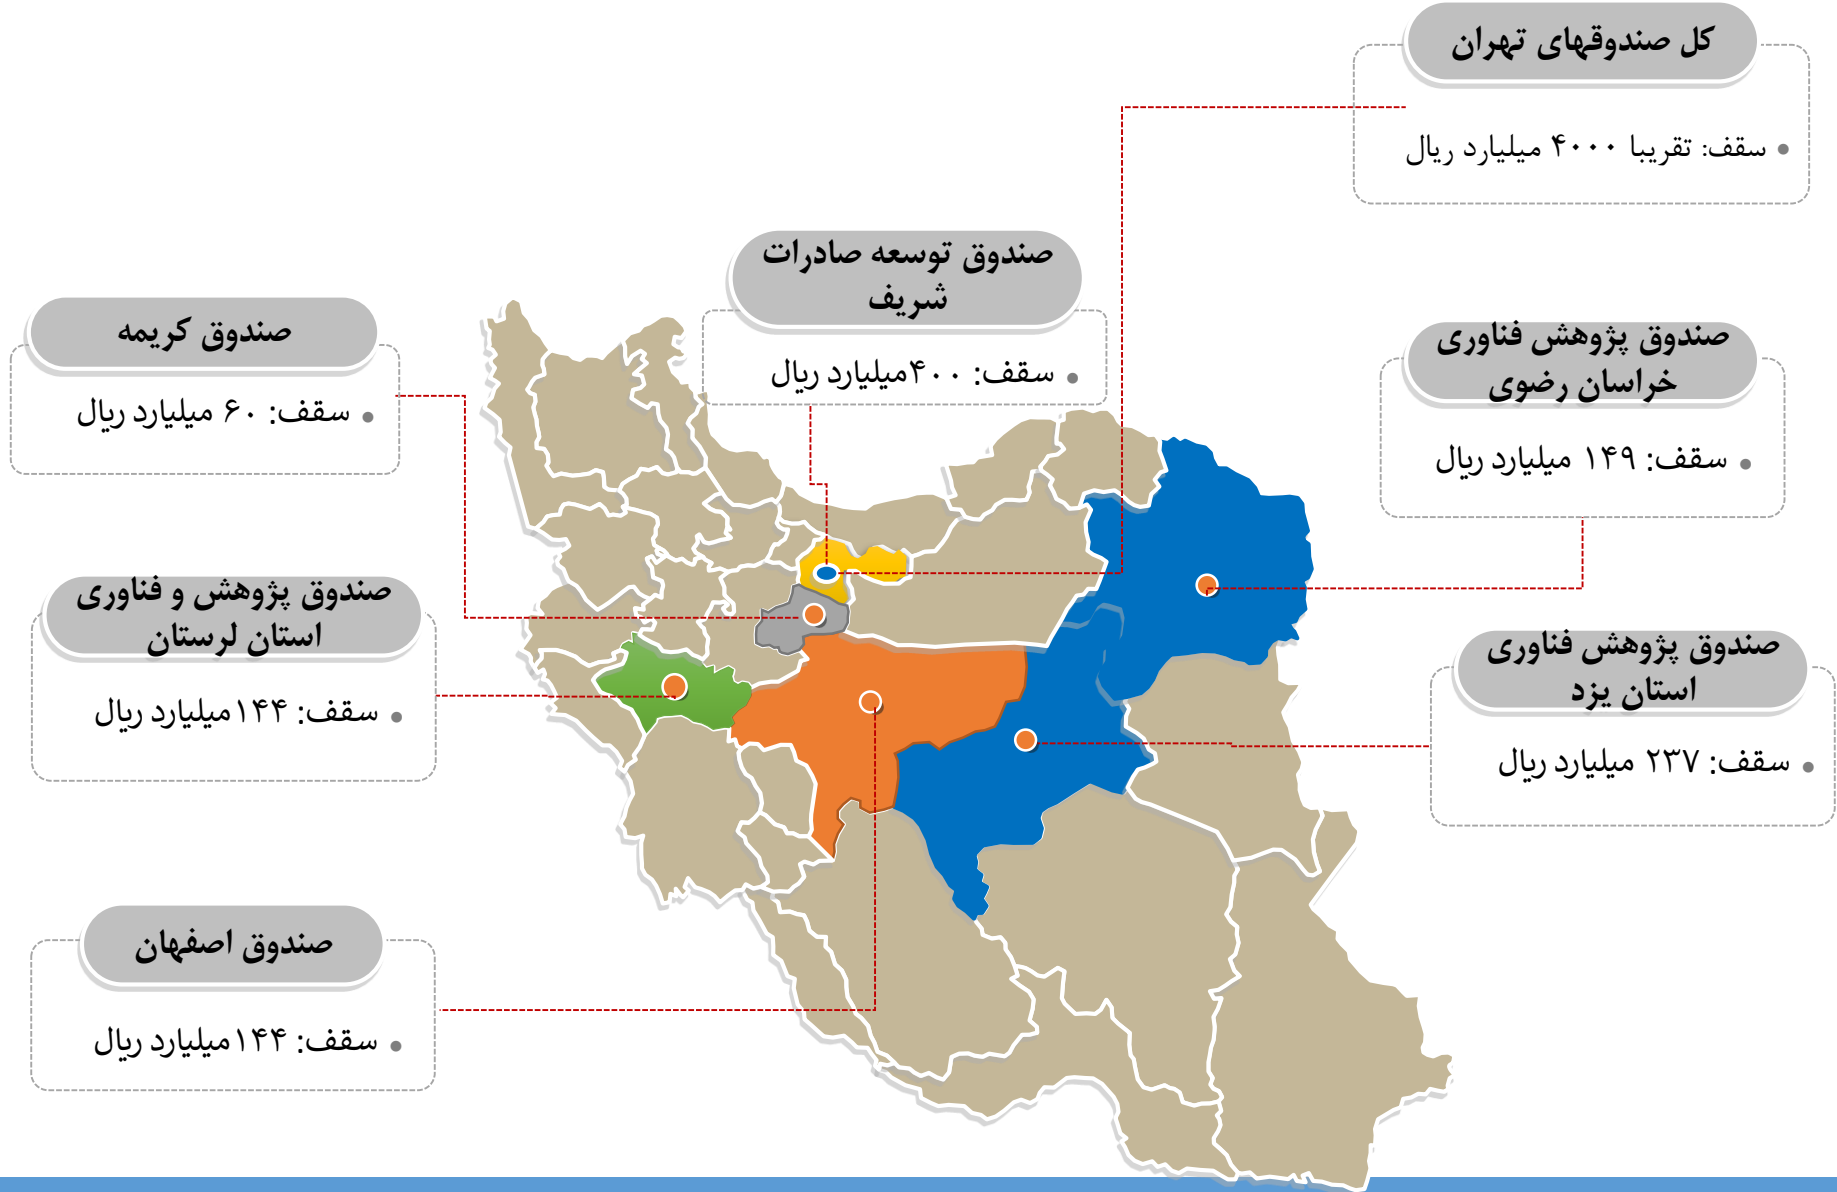 کل صندوقهای تهران
سقف: تقریبا ۴۰۰۰ میلیارد ریال
صندوق توسعه صادرات
شریف
سقف: ۴۰۰میلیارد ریال
صندوق کریمه
سقف: ۶۰ میلیارد ریال
صندوق پژوهش فناوری
خراسان رضوی
سقف: ۱۴۹ میلیارد ریال
صندوق پژوهش و فناوری
استان لرستان
سقف: ۱۴۴میلیارد ریال
صندوق پژوهش فناوری
استان یزد
سقف: ۲۳۷ میلیارد ریال
صندوق اصفهان
سقف: ۱۴۴میلیارد ریال